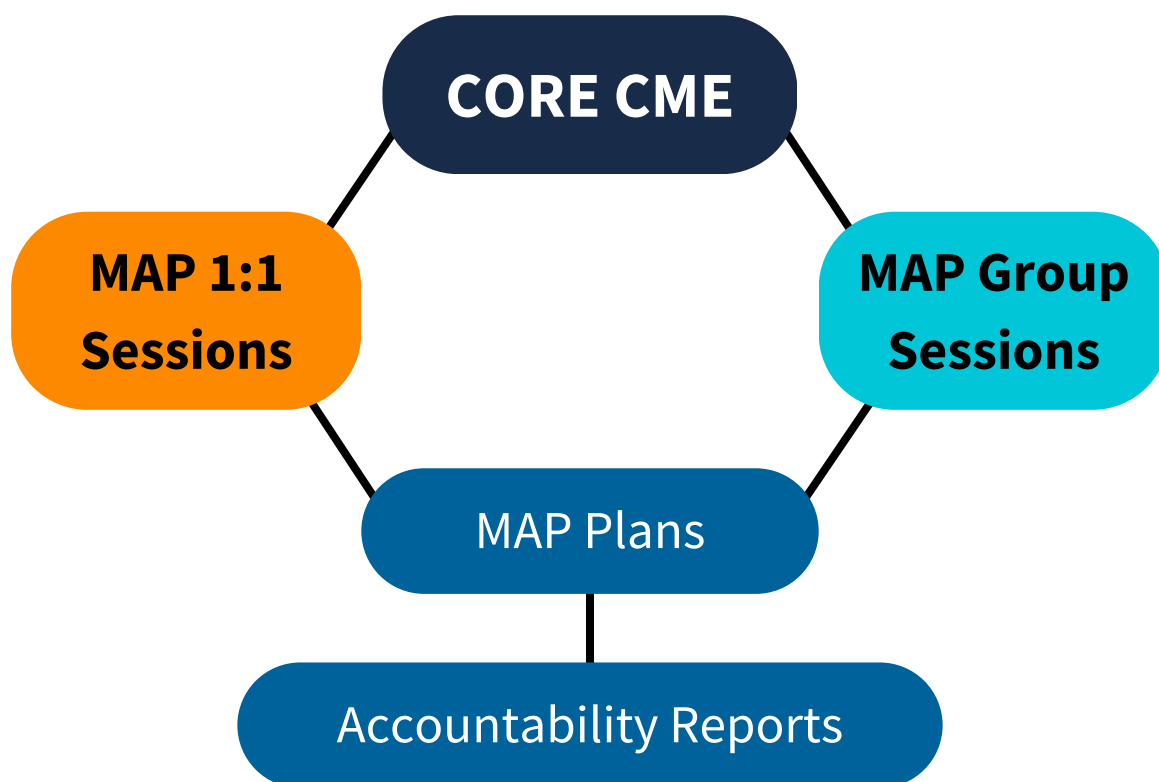 CORE CME
MAP 1:1
Sessions
MAP Group
Sessions
MAP Plans
Accountability Reports